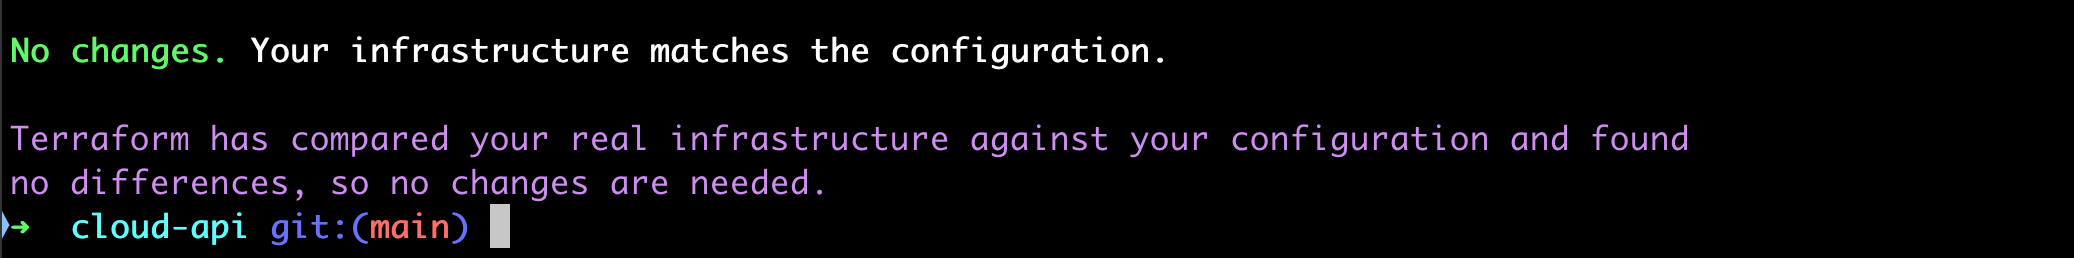 No changes. Your infrastructure matches the configuration.
Terraform has compared your real infrastructure against your configuration and found
no differences, so no changes are needed.
➜  cloud-api git:(main)